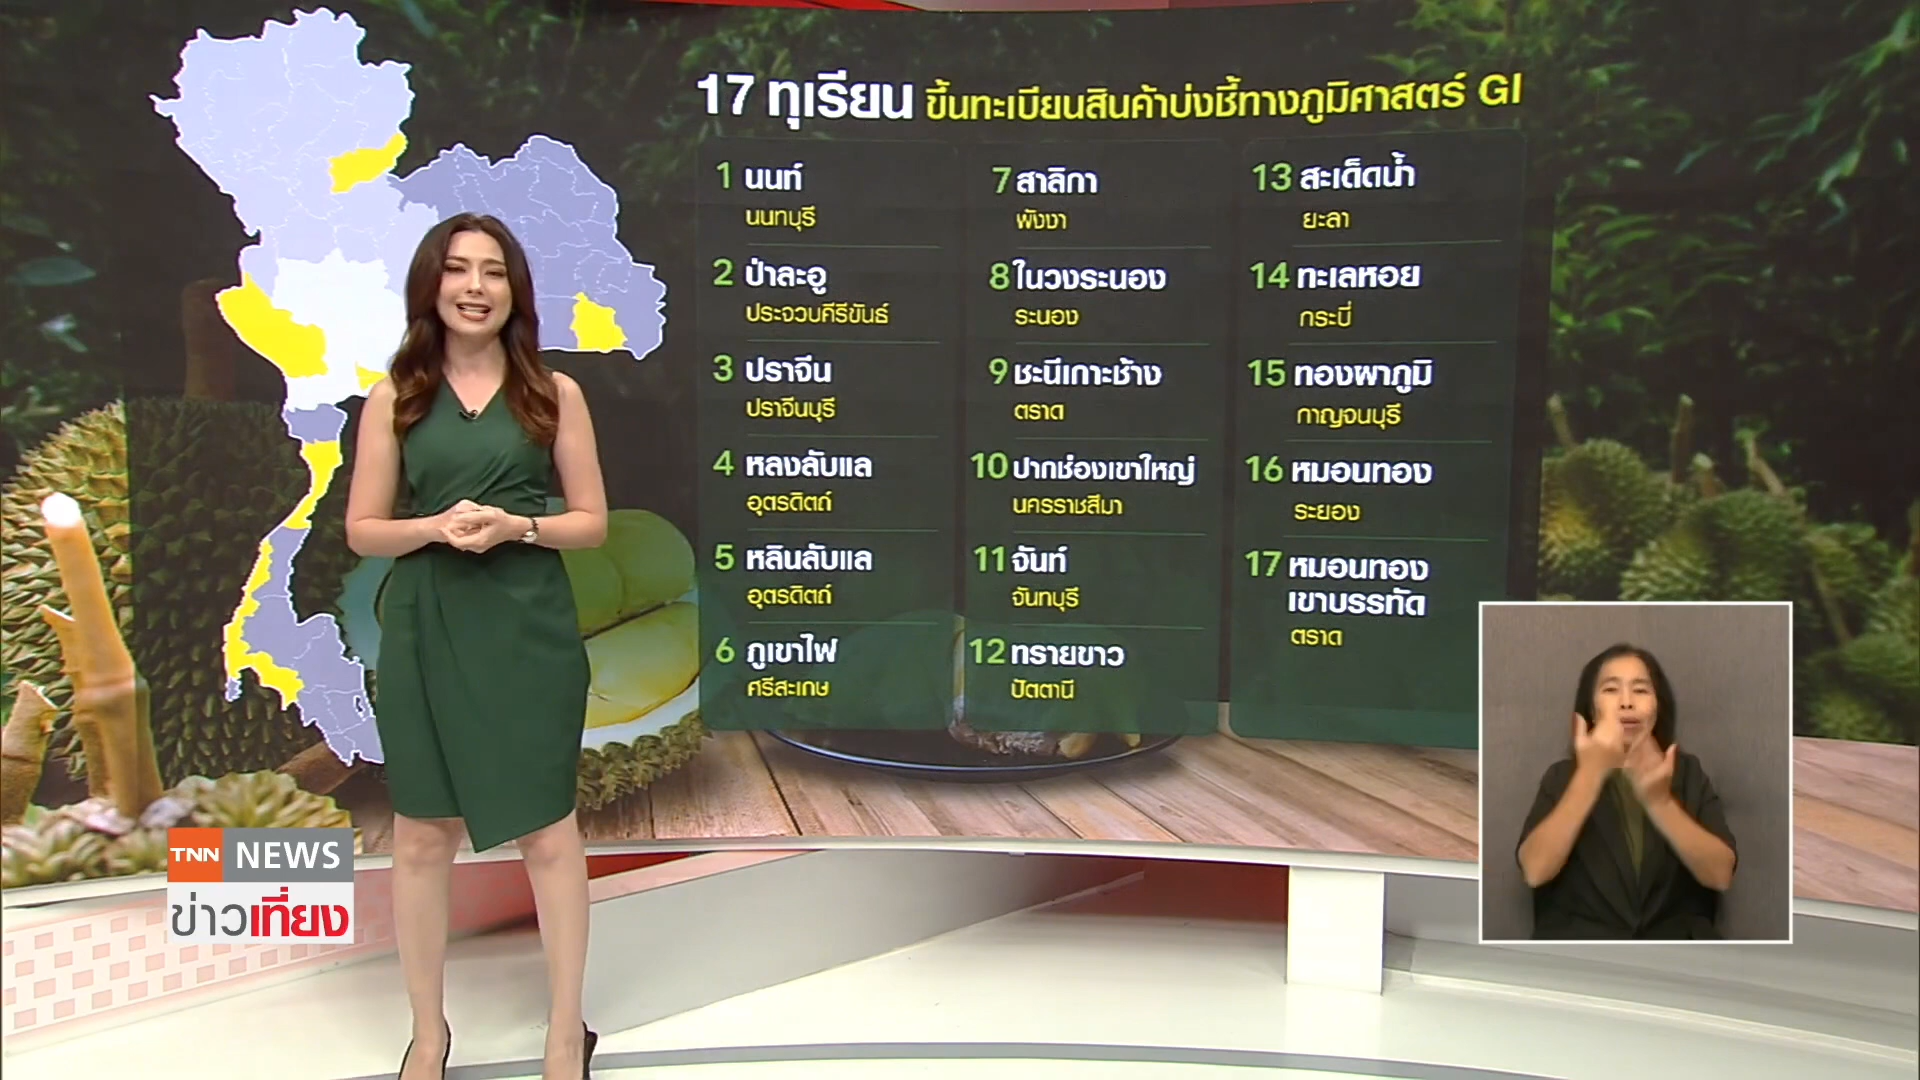 17 ทุเรียน ขึ้นทะเบียนสินค้าบ่งชี้ทางภูมิศาสตร์ GI
1 นนท์
นนทบุรี
2 ป่าละอู
ประจวบคีรีขันธ์
3 ปราจีน
ปราจีนบุรี
4 หลงลับแล
อุตรดิตถ์
5 หลินลับแล
อุตรดิตถ์
6 ภูเขาไฟ
ศรีสะเกษ
7 สาลิกา
พังงา
8 ในวงระนอง
ระนอง
9 ชะนีเกาะช้าง
ตราด
10 ปากช่องเขาใหญ่
นครราชสีมา
11 จันท์
จันทบุรี
12 ทรายขาว
ปัตตานี
13 สะเด็ดน้ำ
ยะลา
14 ทะเลหอย
กระบี่
15 ทองผาภูมิ
กาญจนบุรี
16 หมอนทอง
ระยอง
17 หมอนทอง
เขาบรรทัด
ตราด
TNN NEWS
ข่าวเที่ยง